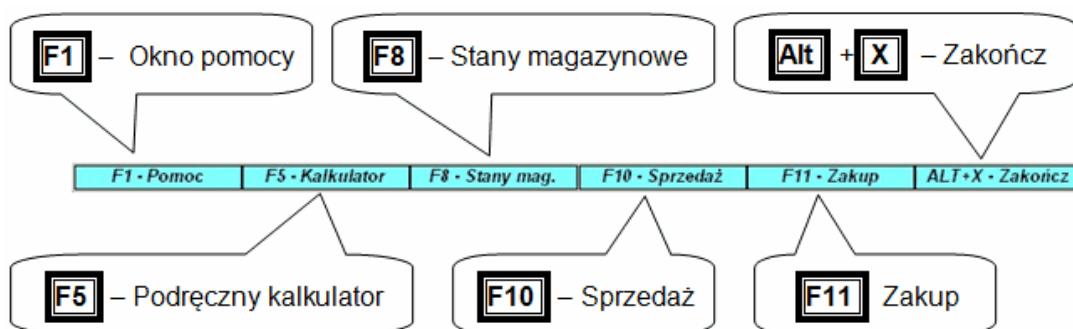 F1 – Okno pomocy
F8 – Stany magazynowe
Alt + X – Zakończ
F1 - Pomoc F5 - Kalkulator F8 - Stany mag. F10 - Sprzedaż F11 - Zakup ALT+X - Zakończ
F5 – Podręczny kalkulator
F10 – Sprzedaż
F11 Zakup